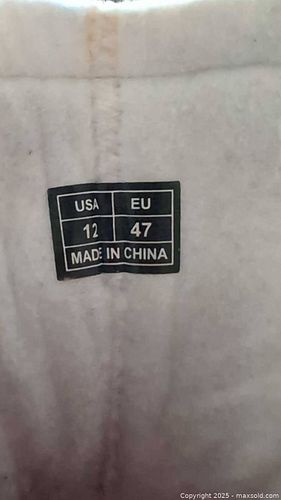 USA EU
12 47
MADE IN CHINA
Copyright 2025 - maxsold.com